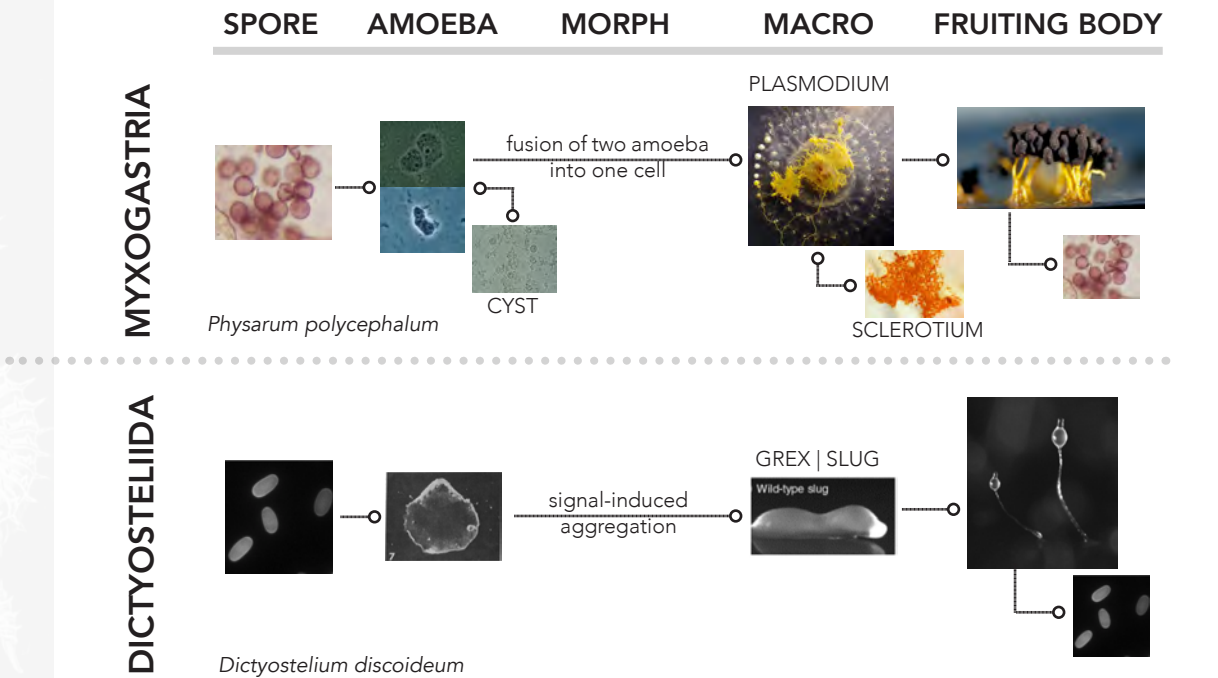 SPORE AMOEBA MORPH MACRO FRUITING BODY
MYXOGASTRIA
PLASMODIUM
fusion of two amoeba
into one cell
CYST
SCLEROTIUM
Physarum polycephalum
DICTYOSTELIIDA
GREX | SLUG
Wild-type slug
signal-induced
aggregation
7
Dictyostelium discoideum